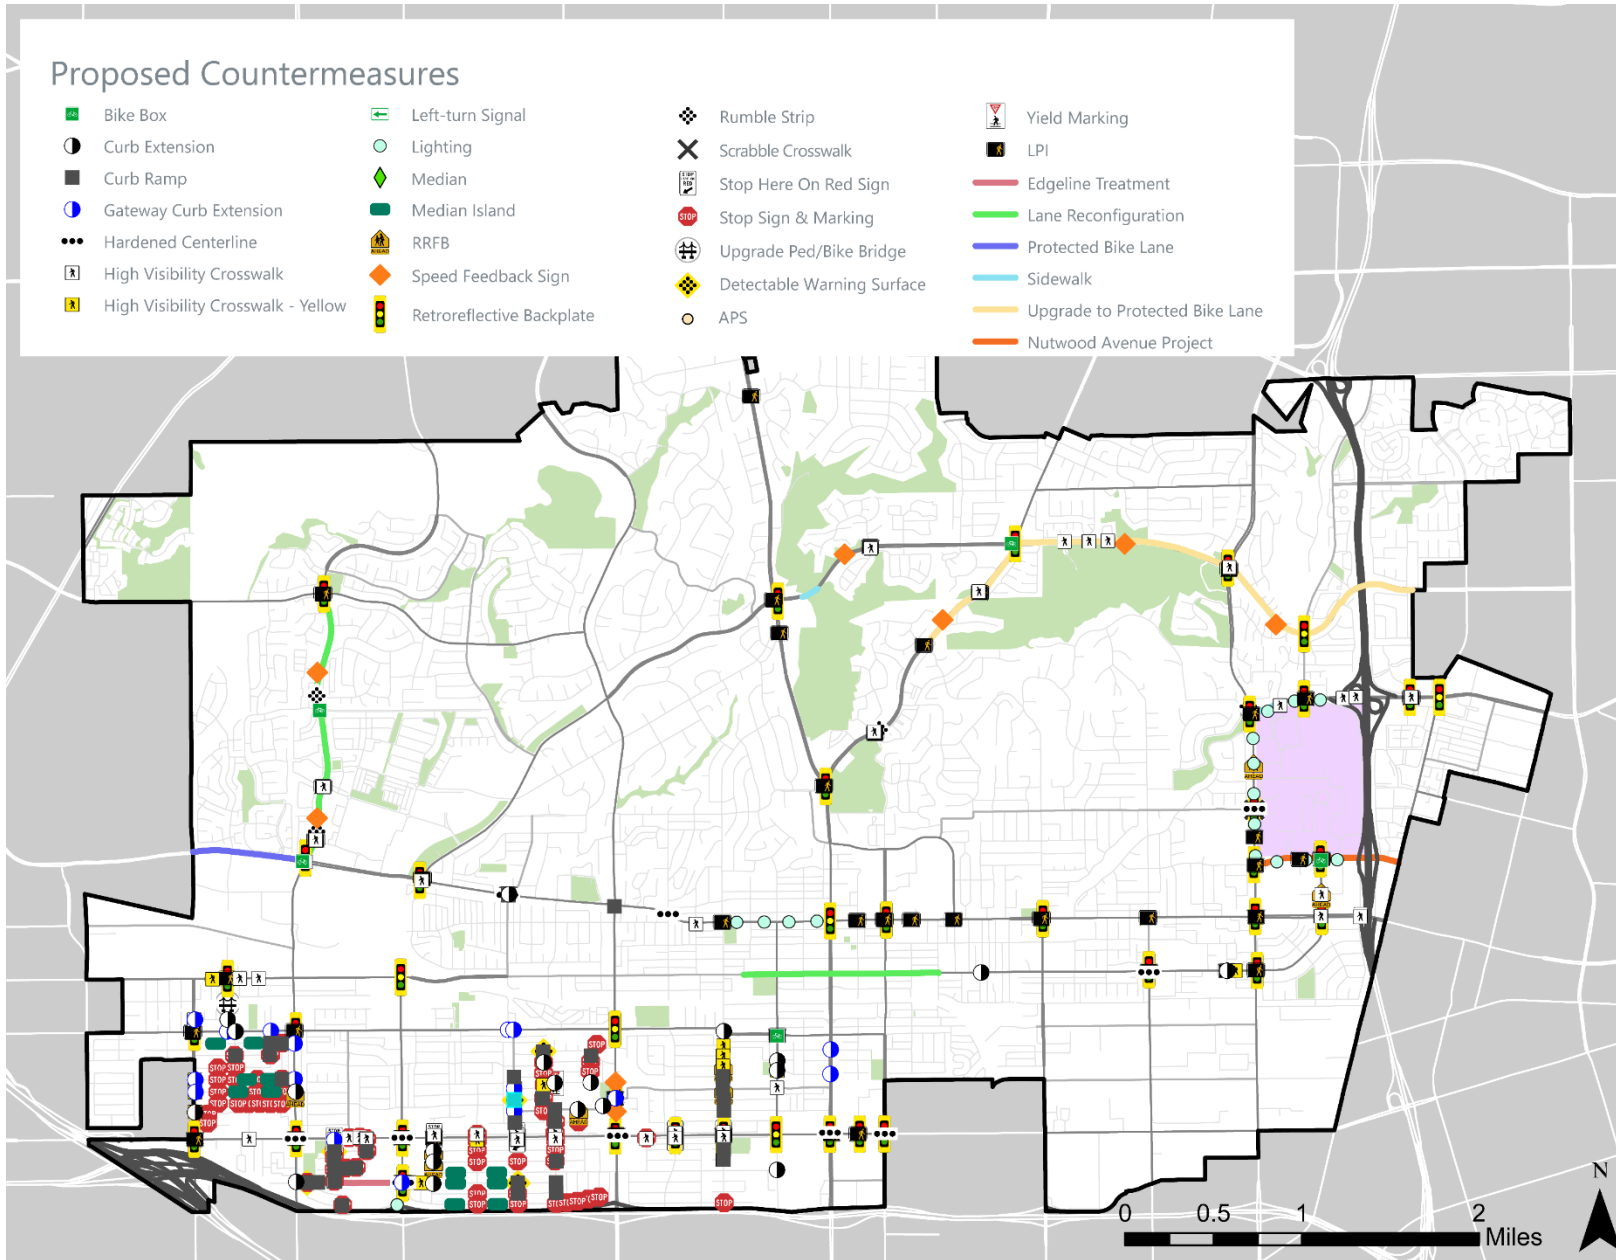 Proposed Countermeasures
Bike Box
Curb Extension
Curb Ramp
Gateway Curb Extension
Hardened Centerline
High Visibility Crosswalk
High Visibility Crosswalk - Yellow
Left-turn Signal
Lighting
Median
Median Island
RRFB
Speed Feedback Sign
Retroreflective Backplate
Rumble Strip
Scrabble Crosswalk
Stop Here On Red Sign
Stop Sign & Marking
Upgrade Ped/Bike Bridge
Detectable Warning Surface
APS
Yield Marking
LPI
Edgeline Treatment
Lane Reconfiguration
Protected Bike Lane
Sidewalk
Upgrade to Protected Bike Lane
Nutwood Avenue Project
N
0 0.5 1 2
Miles